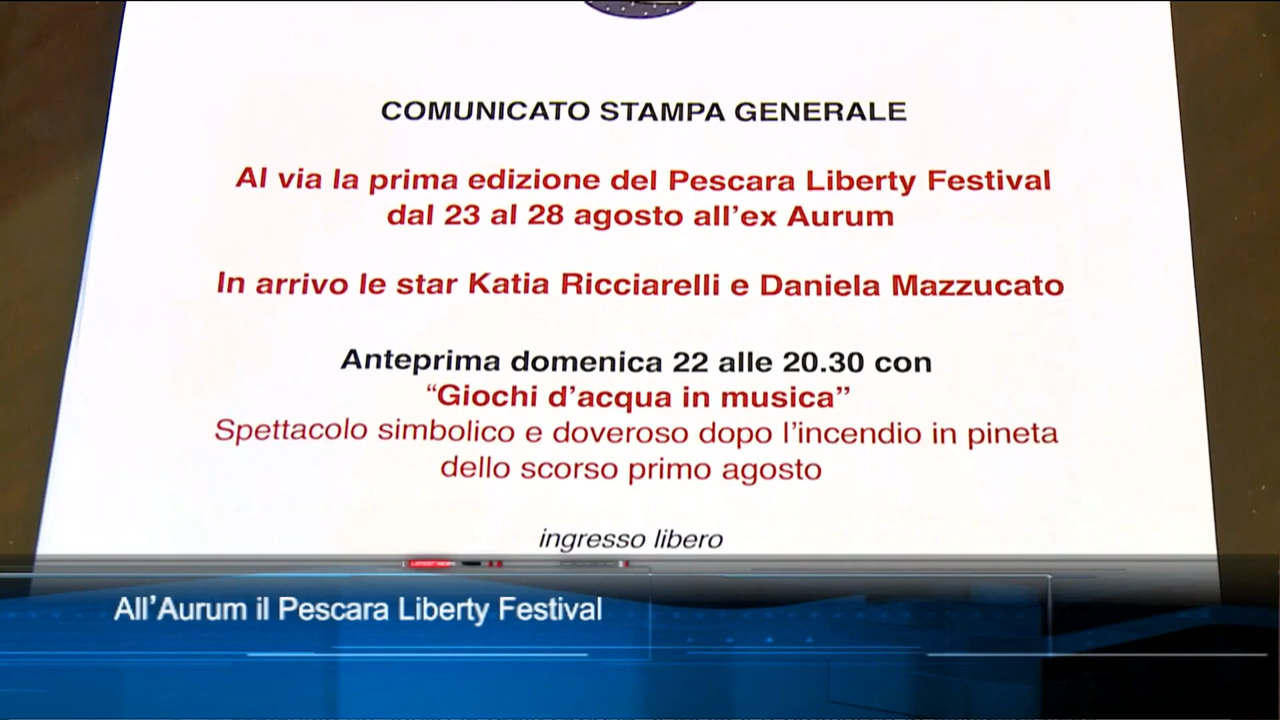 COMUNICATO STAMPA GENERALE
Al via la prima edizione del Pescara Liberty Festival
dal 23 al 28 agosto all'ex Aurum
In arrivo le star Katia Ricciarelli e Daniela Mazzucato
Anteprima domenica 22 alle 20.30 con
“Giochi d'acqua in musica”
Spettacolo simbolico e doveroso dopo l'incendio in pineta
dello scorso primo agosto
ingresso libero
LATEST NEWS
All'Aurum il Pescara Liberty Festival